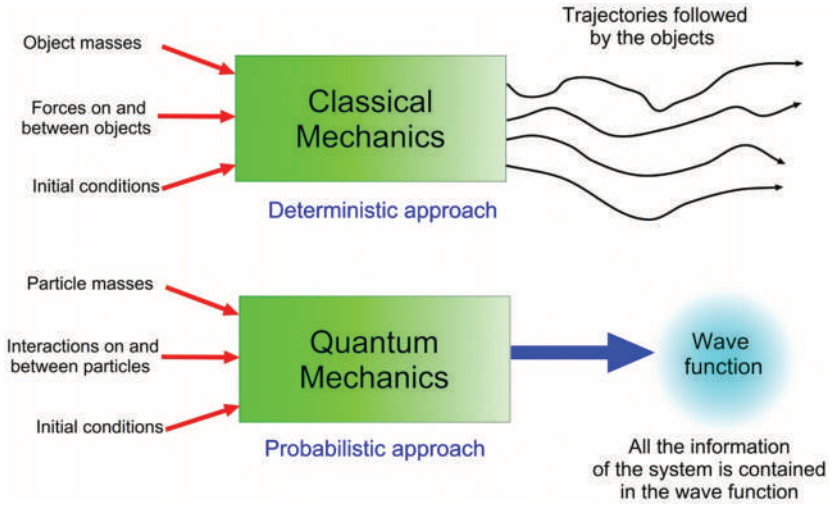 Trajectories followed
by the objects
Object masses
Forces on and
between objects
Initial conditions
Classical
Mechanics
Deterministic approach
Particle masses
Interactions on and
between particles
Initial conditions
Quantum
Mechanics
Probabilistic approach
Wave
function
All the information
of the system is contained
in the wave function